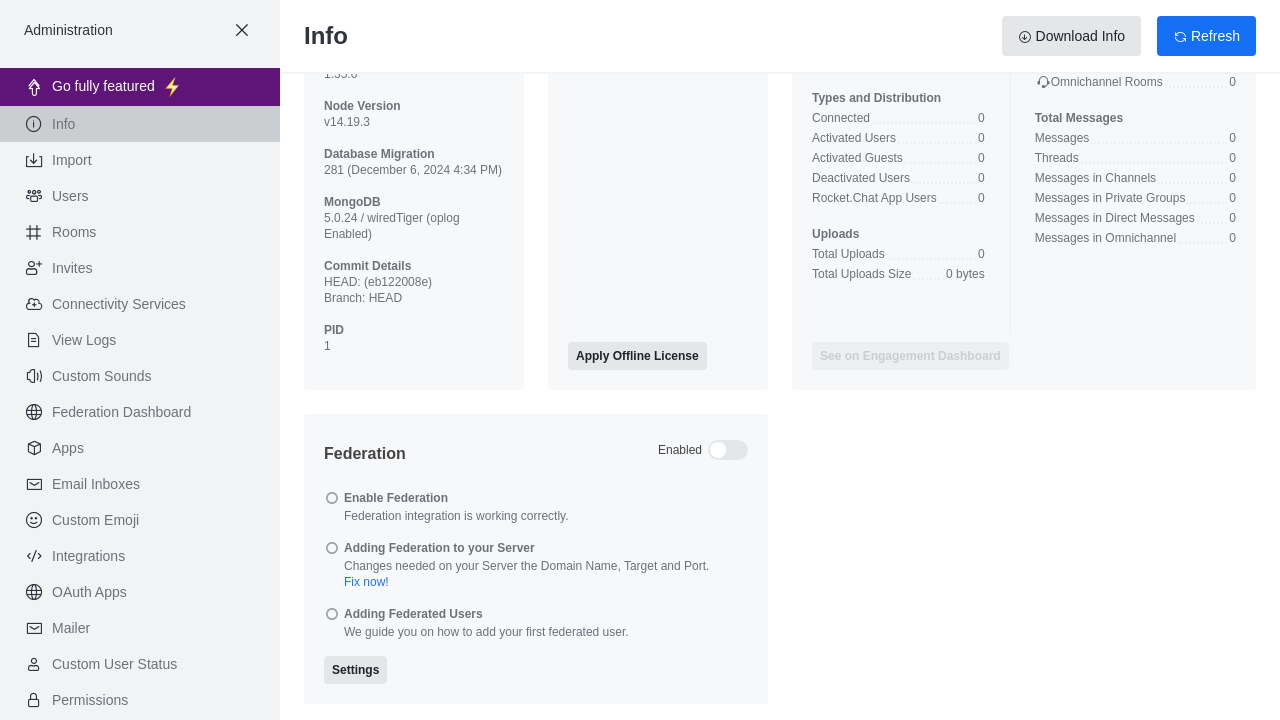 Administration
Go fully featured
Info
Import
Users
Rooms
Invites
Connectivity Services
View Logs
Custom Sounds
Federation Dashboard
Apps
Email Inboxes
Custom Emoji
Integrations
OAuth Apps
Mailer
Custom User Status
Permissions
Info
Download Info
Refresh
Node Version
v14.19.3
Database Migration
281 (December 6, 2024 4:34 PM)
MongoDB
5.0.24 / wiredTiger (oplog
Enabled)
Commit Details
HEAD: (eb122008e)
Branch: HEAD
PID
1
Apply Offline License
Types and Distribution
Connected 0
Activated Users 0
Activated Guests 0
Deactivated Users 0
Rocket.Chat App Users 0
Uploads
Total Uploads 0
Total Uploads Size 0 bytes
Omnichannel Rooms 0
Total Messages
Messages 0
Threads 0
Messages in Channels 0
Messages in Private Groups 0
Messages in Direct Messages 0
Messages in Omnichannel 0
See on Engagement Dashboard
Federation
Enabled
Enable Federation
Federation integration is working correctly.
Adding Federation to your Server
Changes needed on your Server the Domain Name, Target and Port.
Fix now!
Adding Federated Users
We guide you on how to add your first federated user.
Settings